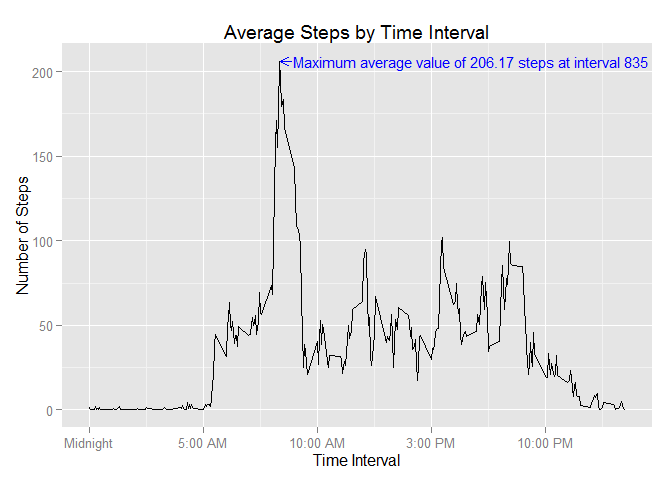 Average Steps by Time Interval
Maximum average value of 206.17 steps at interval 835
Number of Steps
200
150
100
50
0
Midnight
5:00 AM
10:00 AM
3:00 PM
10:00 PM
Time Interval